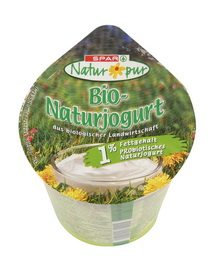 SPAR
Natur pur
Bio-
Naturjogurt
aus biologischer Landwirtschaft
1% Fettgehalt
PRObiotisches
Naturjogurt